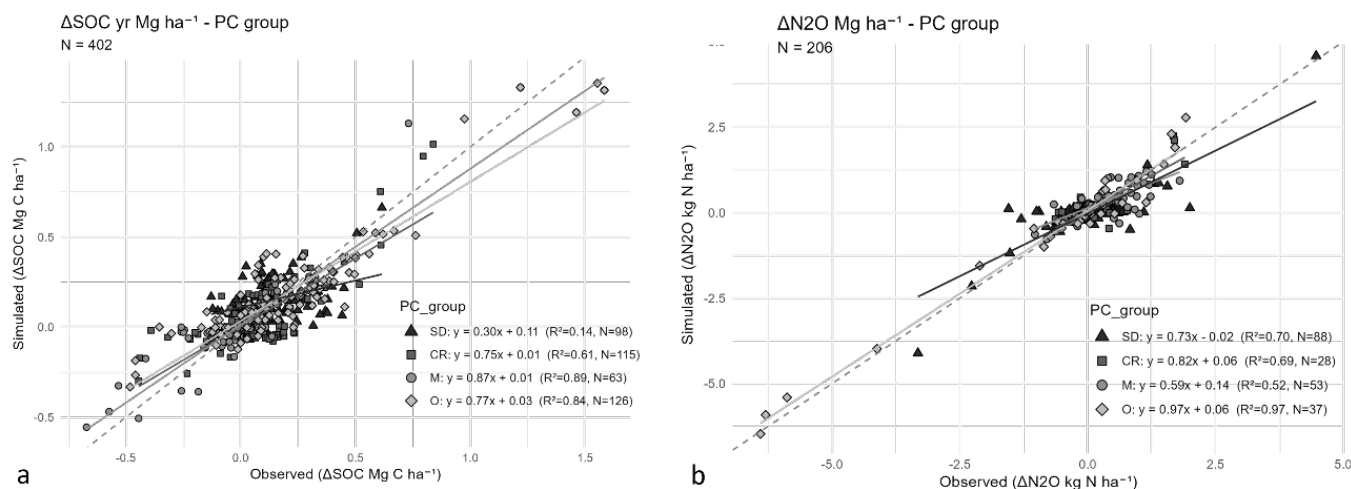 ΔSOC yr Mg ha⁻¹ - PC group
N = 402
1.0
0.5
0.0
-0.5
Simulated (ΔSOC Mg C ha⁻¹)
PC_group
SD: y = 0.30x + 0.11 (R²=0.14, N=98)
CR: y = 0.75x + 0.01 (R²=0.61, N=115)
M: y = 0.87x + 0.01 (R²=0.89, N=63)
O: y = 0.77x + 0.03 (R²=0.84, N=126)
-0.5 0.0 0.5 1.0 1.5
Observed (ΔSOC Mg C ha⁻¹)
a
ΔN2O Mg ha⁻¹ - PC group
N = 206
2.5
0.0
-2.5
-5.0
Simulated (ΔN2O kg N ha⁻¹)
PC_group
SD: y = 0.73x - 0.02 (R²=0.70, N=88)
CR: y = 0.82x + 0.06 (R²=0.69, N=28)
M: y = 0.59x + 0.14 (R²=0.52, N=53)
O: y = 0.97x + 0.06 (R²=0.97, N=37)
-5.0 -2.5 0.0 2.5 5.0
Observed (ΔN2O kg N ha⁻¹)
b